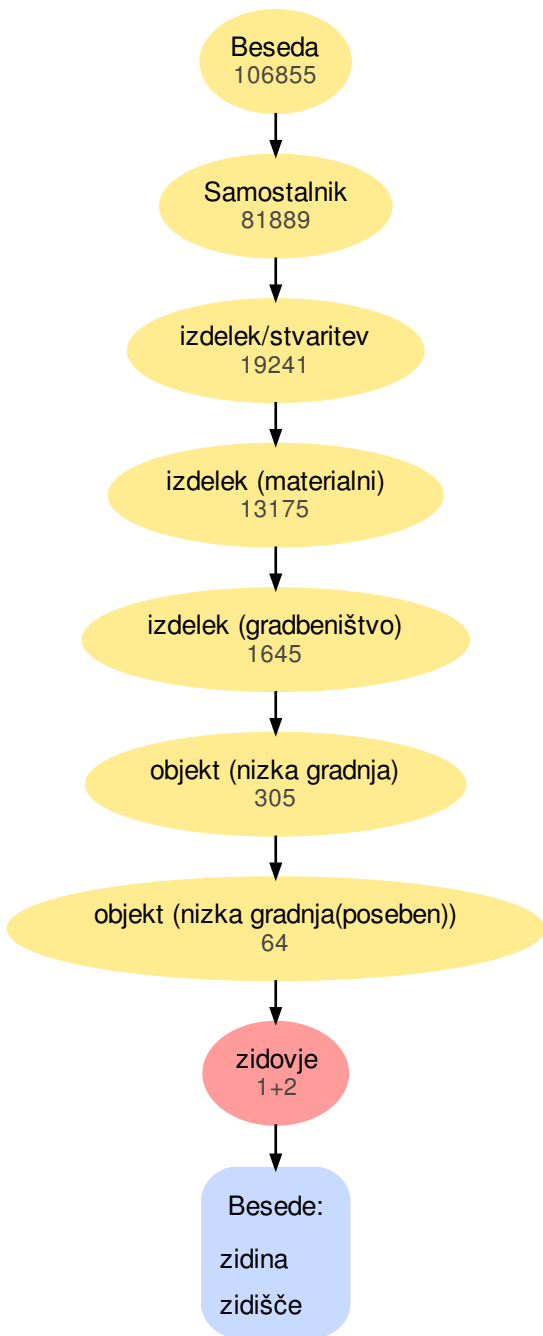 Beseda
106855
Samostalnik
81889
izdelek/stvaritev
19241
izdelek (materialni)
13175
izdelek (gradbeništvo)
1645
objekt (nizka gradnja)
305
objekt (nizka gradnja(poseben))
64
zidovje
1+2
Besede:
zidina
zidišče